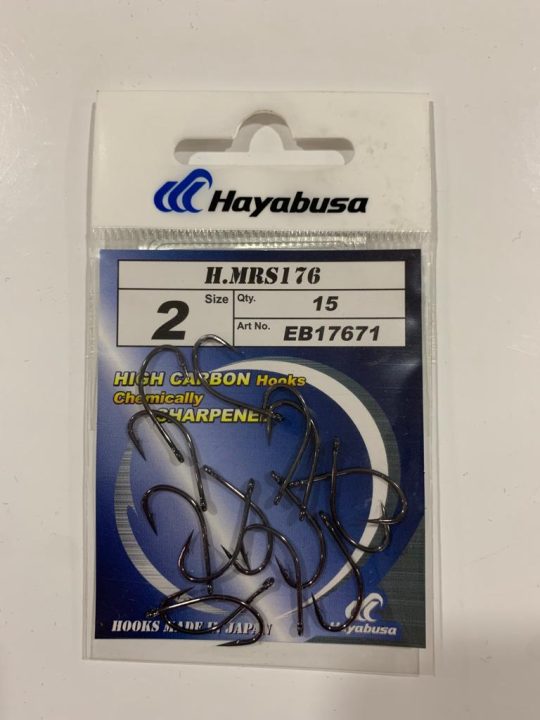 Hayabusa
H.MRS176
2 Size Qty. 15
Art No. EB17671
HIGH CARBON Hooks
Chemically
SHARPENED
HOOKS MADE IN JAPAN
Hayabusa